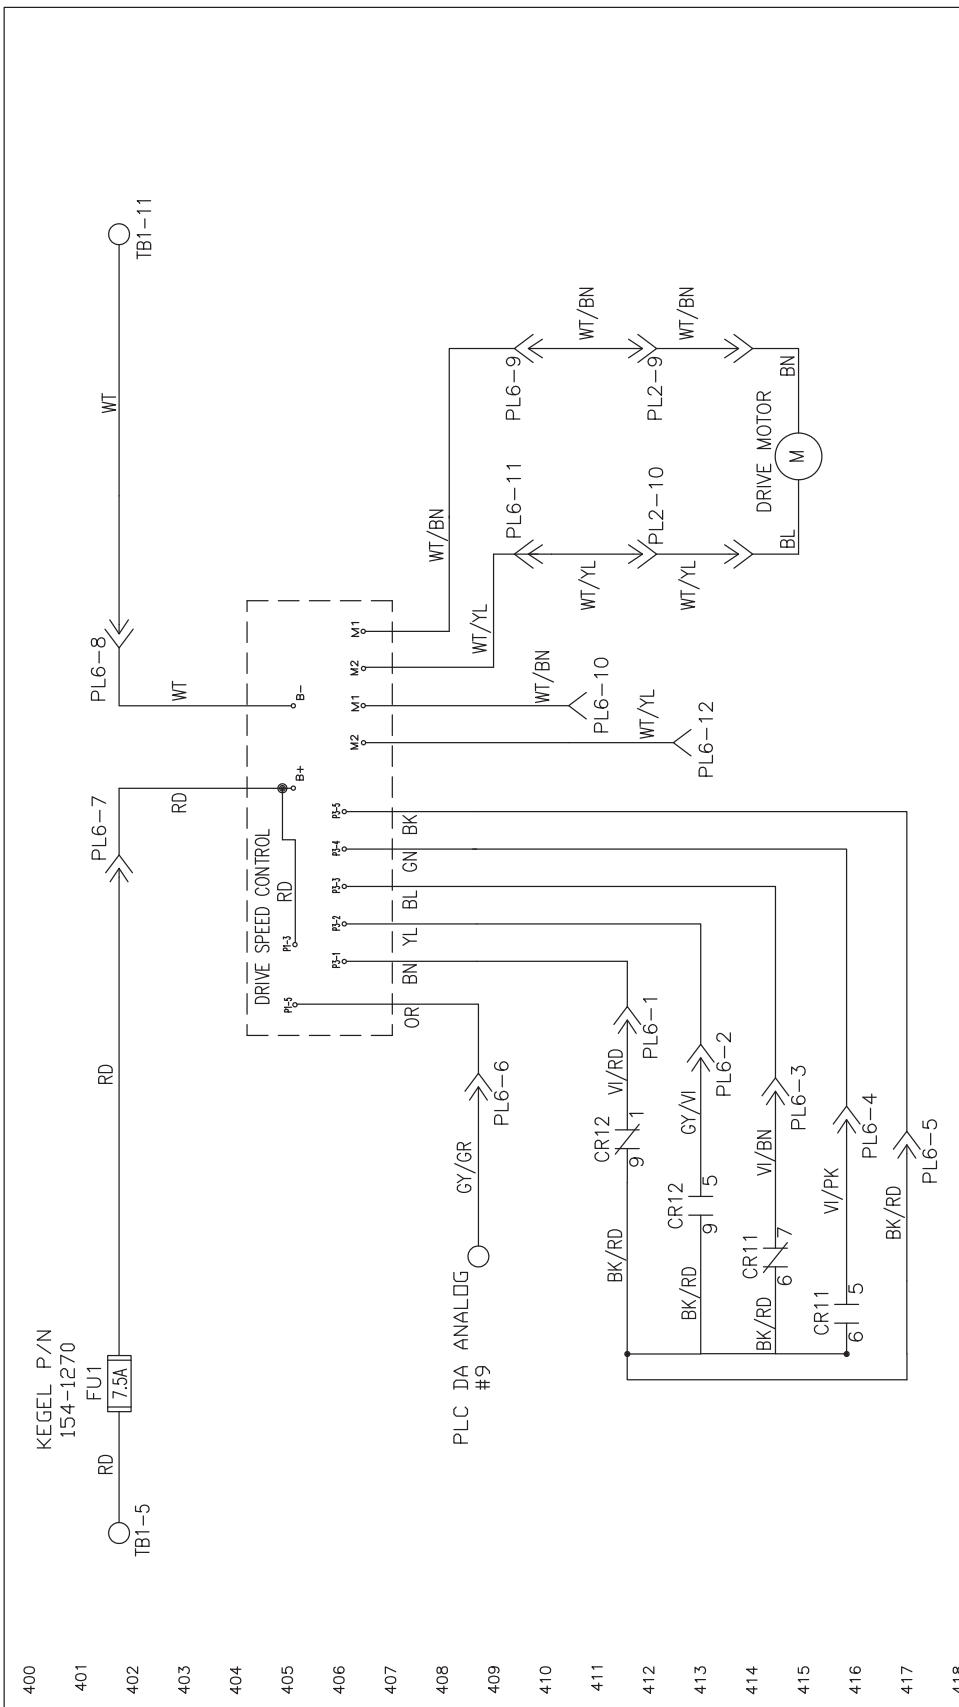 400
401
402
403
404
405
406
407
408
409
410
411
412
413
414
415
416
417
418
KEGEL P/N
154-1270
FU1
7.5A
TB1-5
RD
RD
PL6-7
RD
PL6-8
WT
WT
TB1-11
DRIVE SPEED CONTROL
P1-5
P1-3
RD
B+
B-
P3-1
P3-2
P3-3
P3-4
P3-5
M2
M1
M2
M1
OR
BN
YL
BL
GN
BK
WT/YL
WT/BN
PLC DA ANALOG
#9
GY/GR
PL6-6
WT/BN
PL6-10
WT/YL
PL6-12
PL6-11
PL6-9
WT/YL
WT/BN
PL2-10
PL2-9
WT/YL
WT/BN
DRIVE MOTOR
BL
M
BN
BK/RD
CR12
9
1
VI/RD
PL6-1
BK/RD
CR12
9
5
GY/VI
PL6-2
BK/RD
CR11
6
7
VI/BN
PL6-3
CR11
6
5
VI/PK
PL6-4
BK/RD
PL6-5